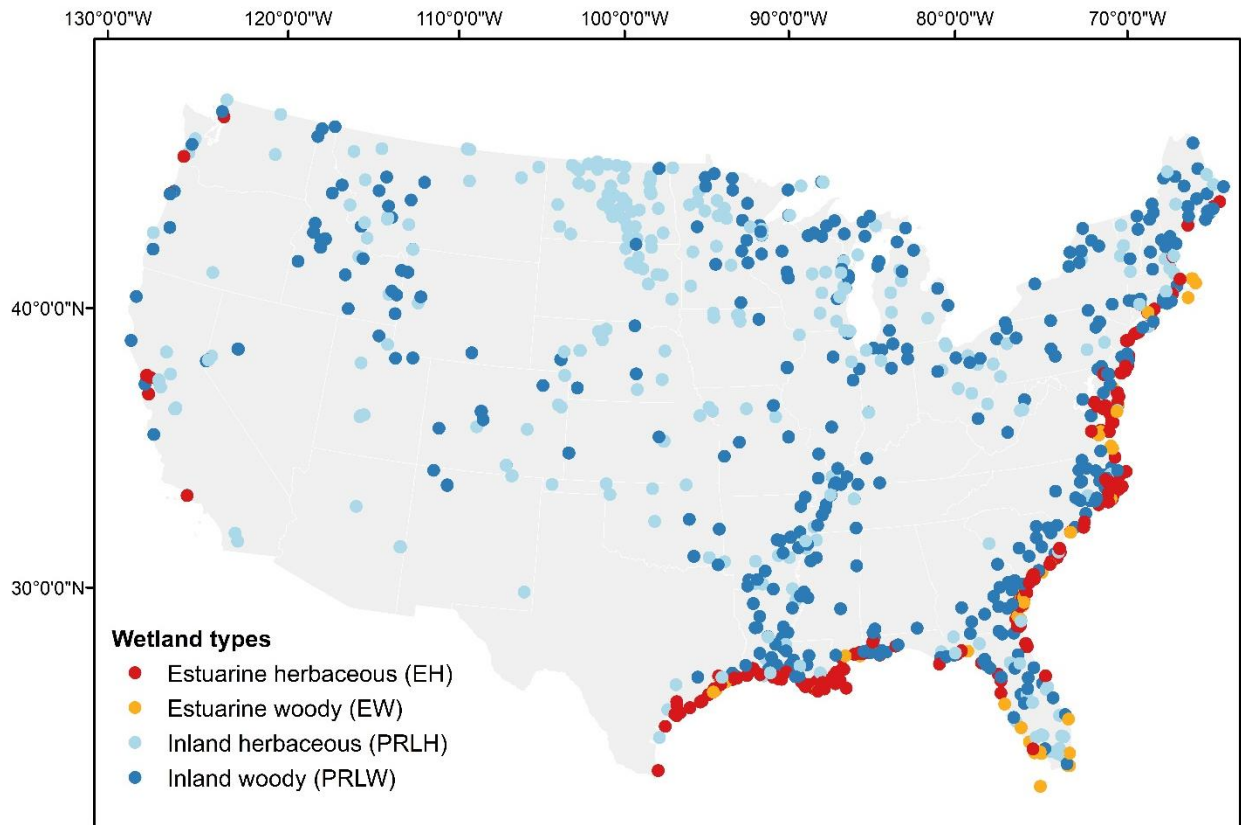 130°0'0"W 120°0'0"W 110°0'0"W 100°0'0"W 90°0'0"W 80°0'0"W 70°0'0"W
40°0'0"N
30°0'0"N
Wetland types
Estuarine herbaceous (EH)
Estuarine woody (EW)
Inland herbaceous (PRLH)
Inland woody (PRLW)